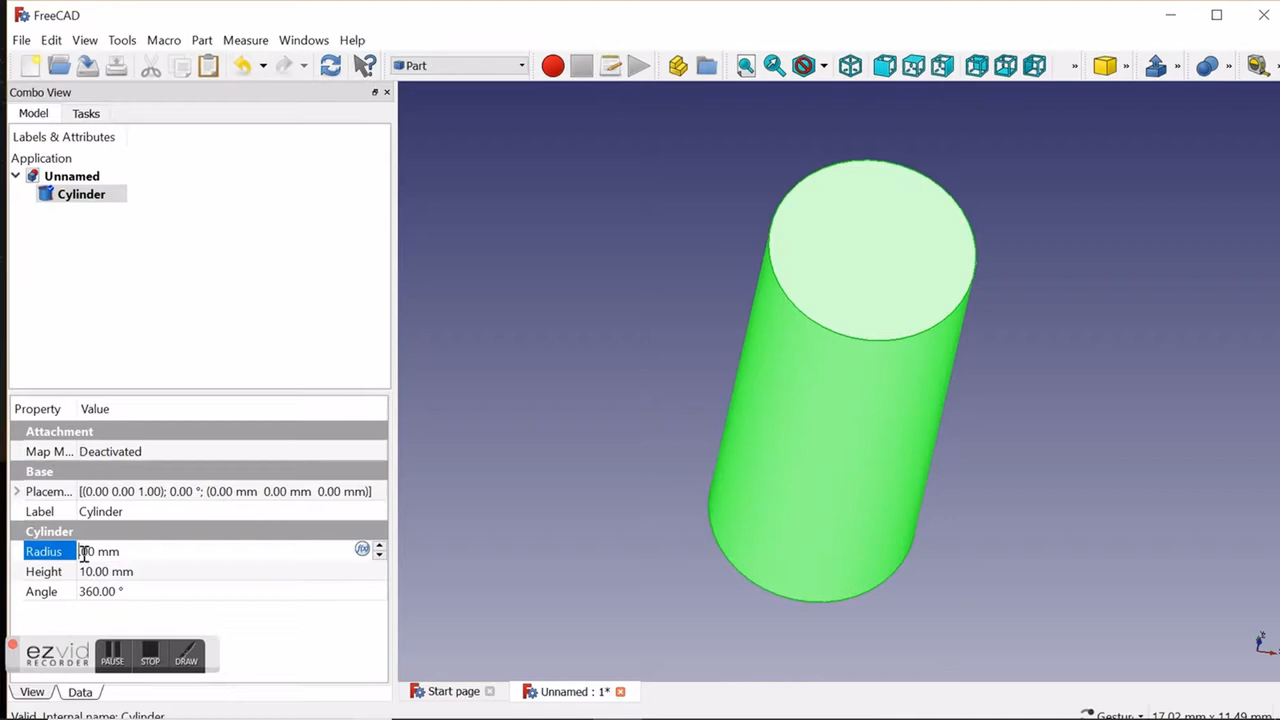 FreeCAD
File Edit View Tools Macro Part Measure Windows Help
Part
Combo View
Model Tasks
Labels & Attributes
Application
Unnamed
Cylinder
Property Value
Attachment
Map M... Deactivated
Base
Placem... [(0.00 0.00 1.00); 0.00 °; (0.00 mm 0.00 mm 0.00 mm)]
Label Cylinder
Cylinder
Radius .00 mm
Height 10.00 mm
Angle 360.00 °
ezvid
RECORDER
PAUSE STOP DRAW
View Data
Start page Unnamed : 1*
Valid, Internal name: Cylinder
Gestur 17.02 mm x 11.49 mm